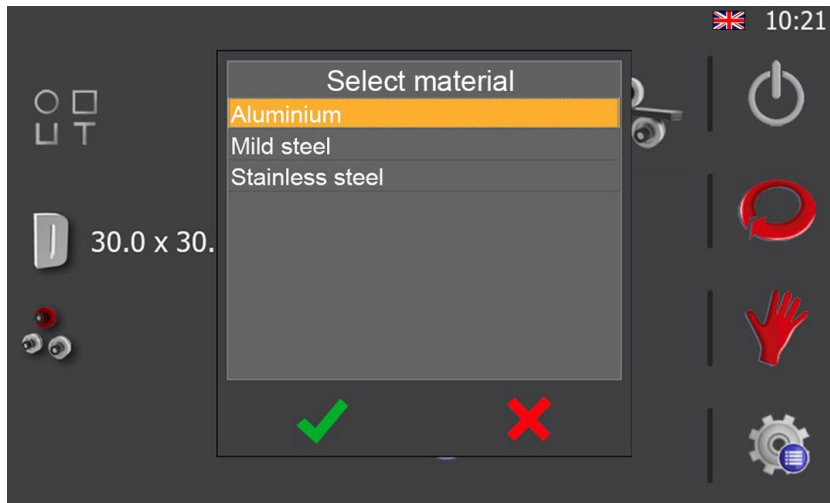 10:21
Select material
Aluminium
Mild steel
Stainless steel
30.0 x 30.